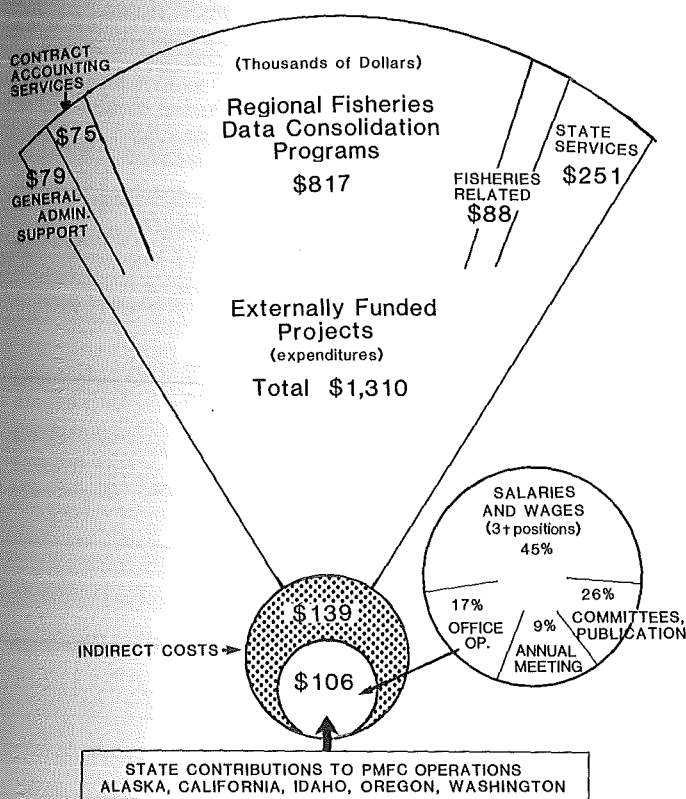 CONTRACT
ACCOUNTING
SERVICES
$75
$79
GENERAL
ADMIN.
SUPPORT
(Thousands of Dollars)
Regional Fisheries
Data Consolidation
Programs
$817
FISHERIES
RELATED
$88
STATE
SERVICES
$251
Externally Funded
Projects
(expenditures)
Total $1,310
SALARIES
AND WAGES
(3+positions)
45%
17%
OFFICE
OP.
9%
ANNUAL
MEETING
26%
COMMITTEES,
PUBLICATION
$139
INDIRECT COSTS
$106
STATE CONTRIBUTIONS TO PMFC OPERATIONS
ALASKA, CALIFORNIA, IDAHO, OREGON, WASHINGTON